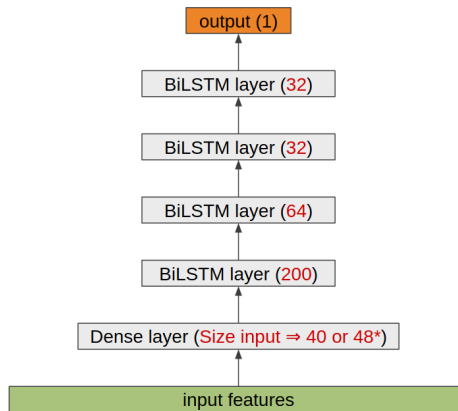 output (1)
BiLSTM layer (32)
BiLSTM layer (32)
BiLSTM layer (64)
BiLSTM layer (200)
Dense layer (Size input ⇒ 40 or 48*)
input features